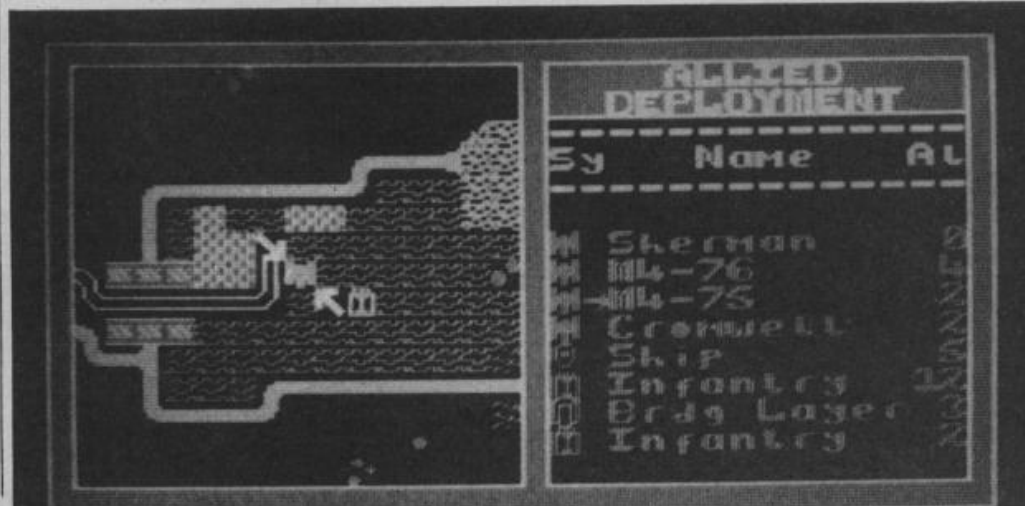 ALLIED
DEPLOYMENT
Sy Name AL
Sherman
M4-76
M4-75
Cromwell
Ship
Infantry
Brdg Layer
Infantry